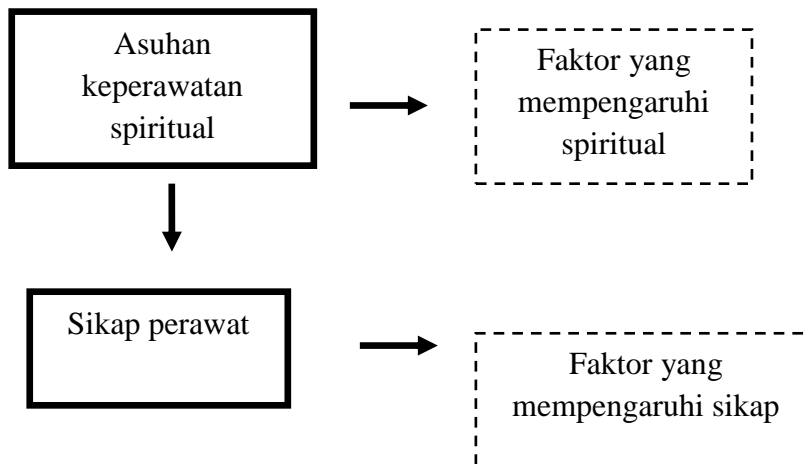 Asuhan
keperawatan
spiritual
Faktor yang
mempengaruhi
spiritual
Sikap perawat
Faktor yang
mempengaruhi sikap